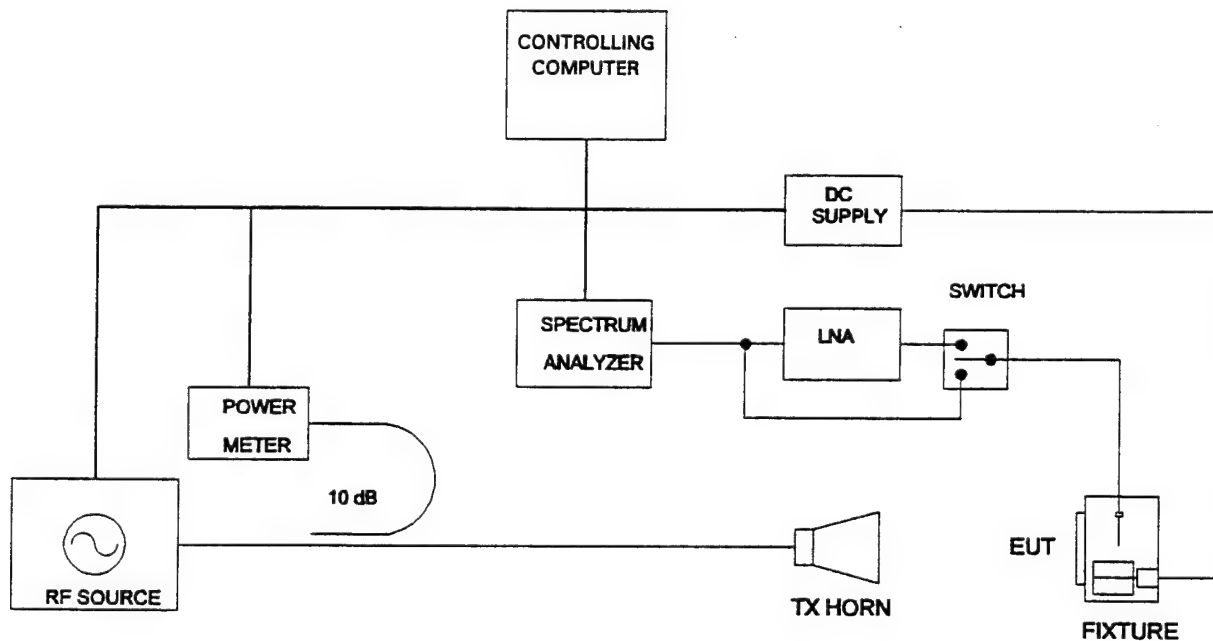 CONTROLLING
COMPUTER
DC
SUPPLY
SWITCH
SPECTRUM
ANALYZER
LNA
POWER
METER
10 dB
RF SOURCE
TX HORN
EUT
FIXTURE